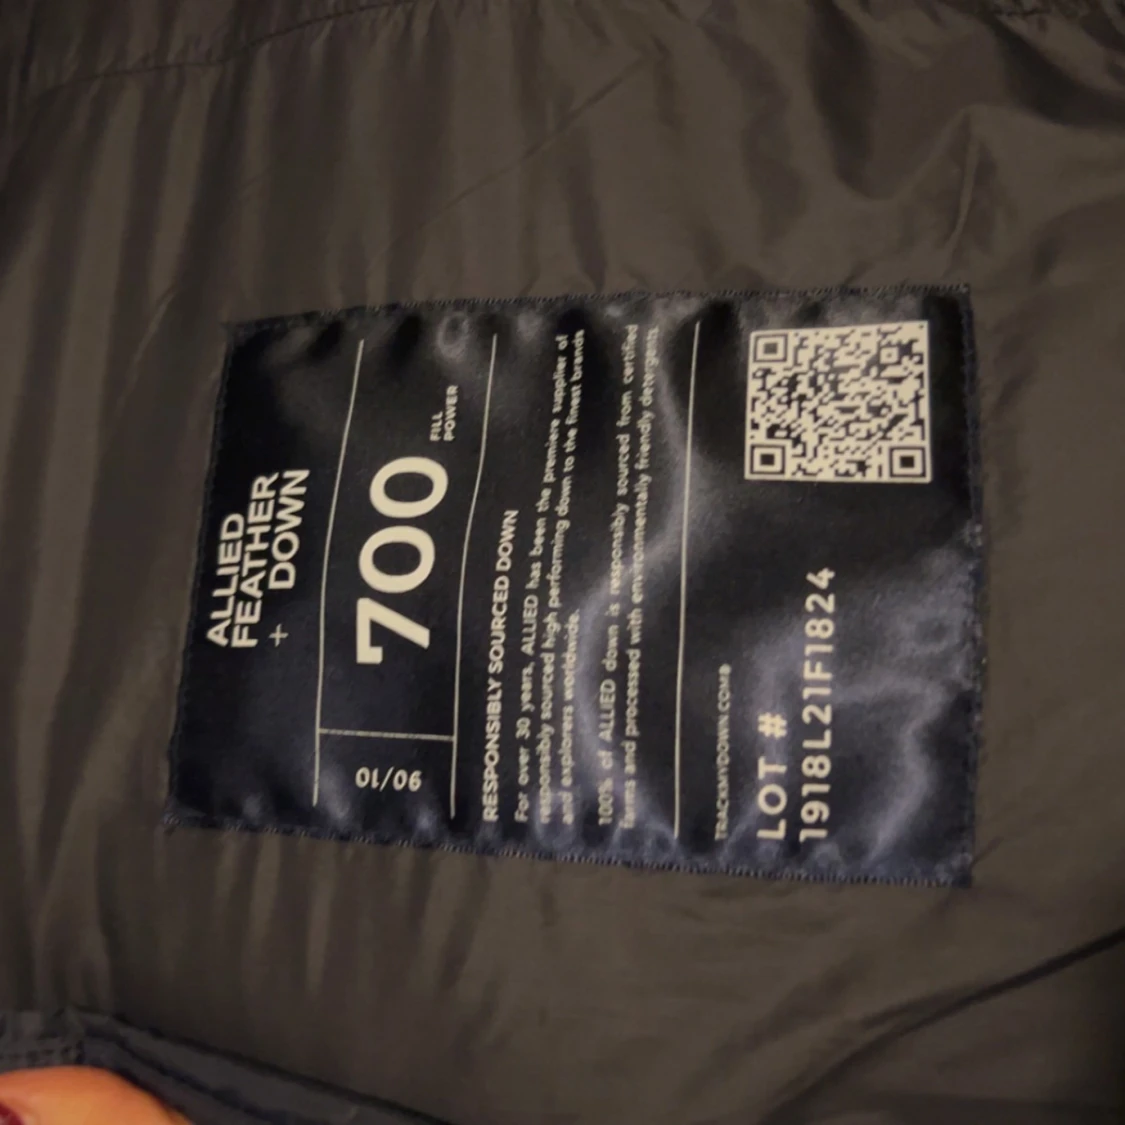 ALLIED
FEATHER
+ DOWN
90/10
700
FILL
POWER
RESPONSIBLY SOURCED DOWN
For over 30 years, ALLIED has been the premiere supplier of
responsibly sourced high performing down to the finest brands
and explorers worldwide.
100% of ALLIED down is responsibly sourced from certified
farms and processed with environmentally friendly detergents.
TRACKMYDOWN.COM®
LOT #
1918L21F1824